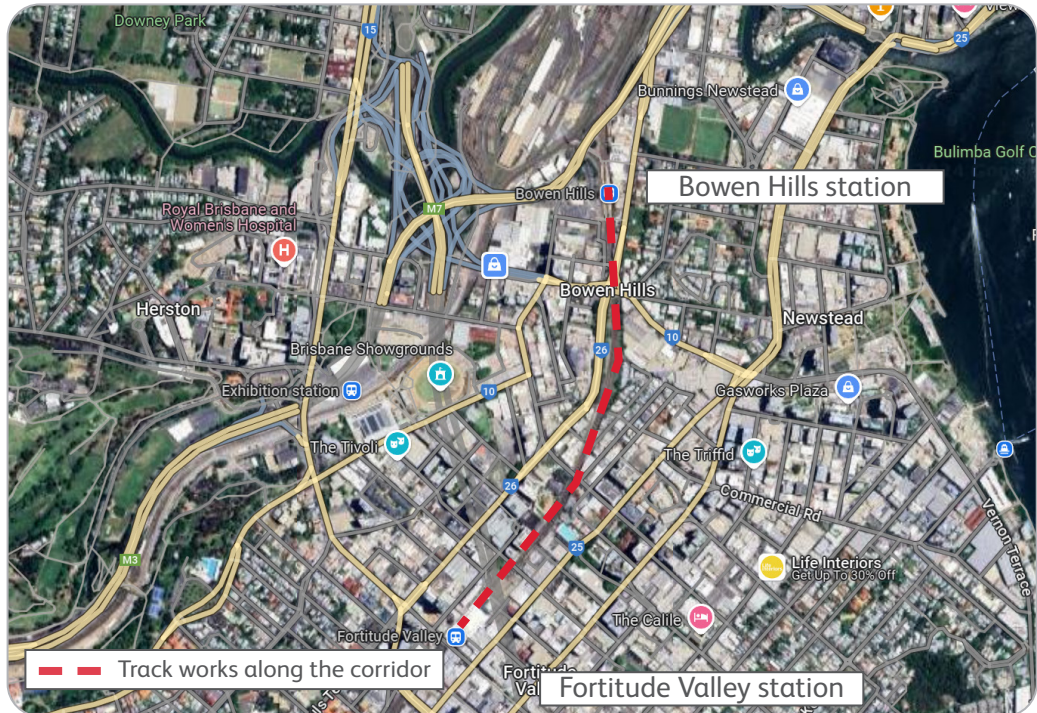 Downey Park
15
View
25
Bunnings Newstead
Bulimba Golf C
Bowen Hills
Bowen Hills station
Royal Brisbane and
Women's Hospital
M7
H
Bowen Hills
Herston
Newstead
26
10
Brisbane Showgrounds
Exhibition station
10
Gasworks Plaza
The Tivoli
The Triffid
26
Commercial Rd
Vernon Terrace
25
M3
Life Interiors
Get Up To 30% Off
The Calile
Fortitude Valley
Track works along the corridor
Fortitude
Val
Fortitude Valley station